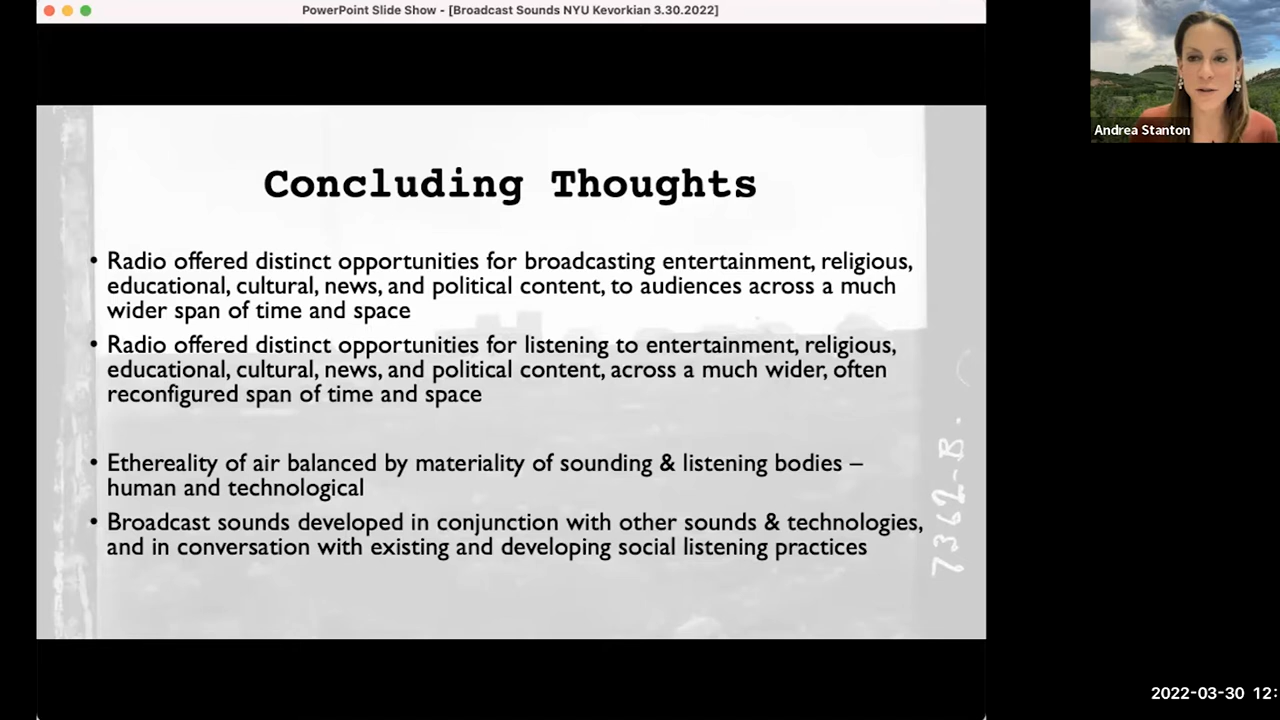 PowerPoint Slide Show - [Broadcast Sounds NYU Kevorkian 3.30.2022]
Andrea Stanton
Concluding Thoughts
• Radio offered distinct opportunities for broadcasting entertainment, religious,
educational, cultural, news, and political content, to audiences across a much
wider span of time and space
• Radio offered distinct opportunities for listening to entertainment, religious,
educational, cultural, news, and political content, across a much wider, often
reconfigured span of time and space
• Ethereality of air balanced by materiality of sounding & listening bodies –
human and technological
• Broadcast sounds developed in conjunction with other sounds & technologies,
and in conversation with existing and developing social listening practices
7362-B.
2022-03-30 12: